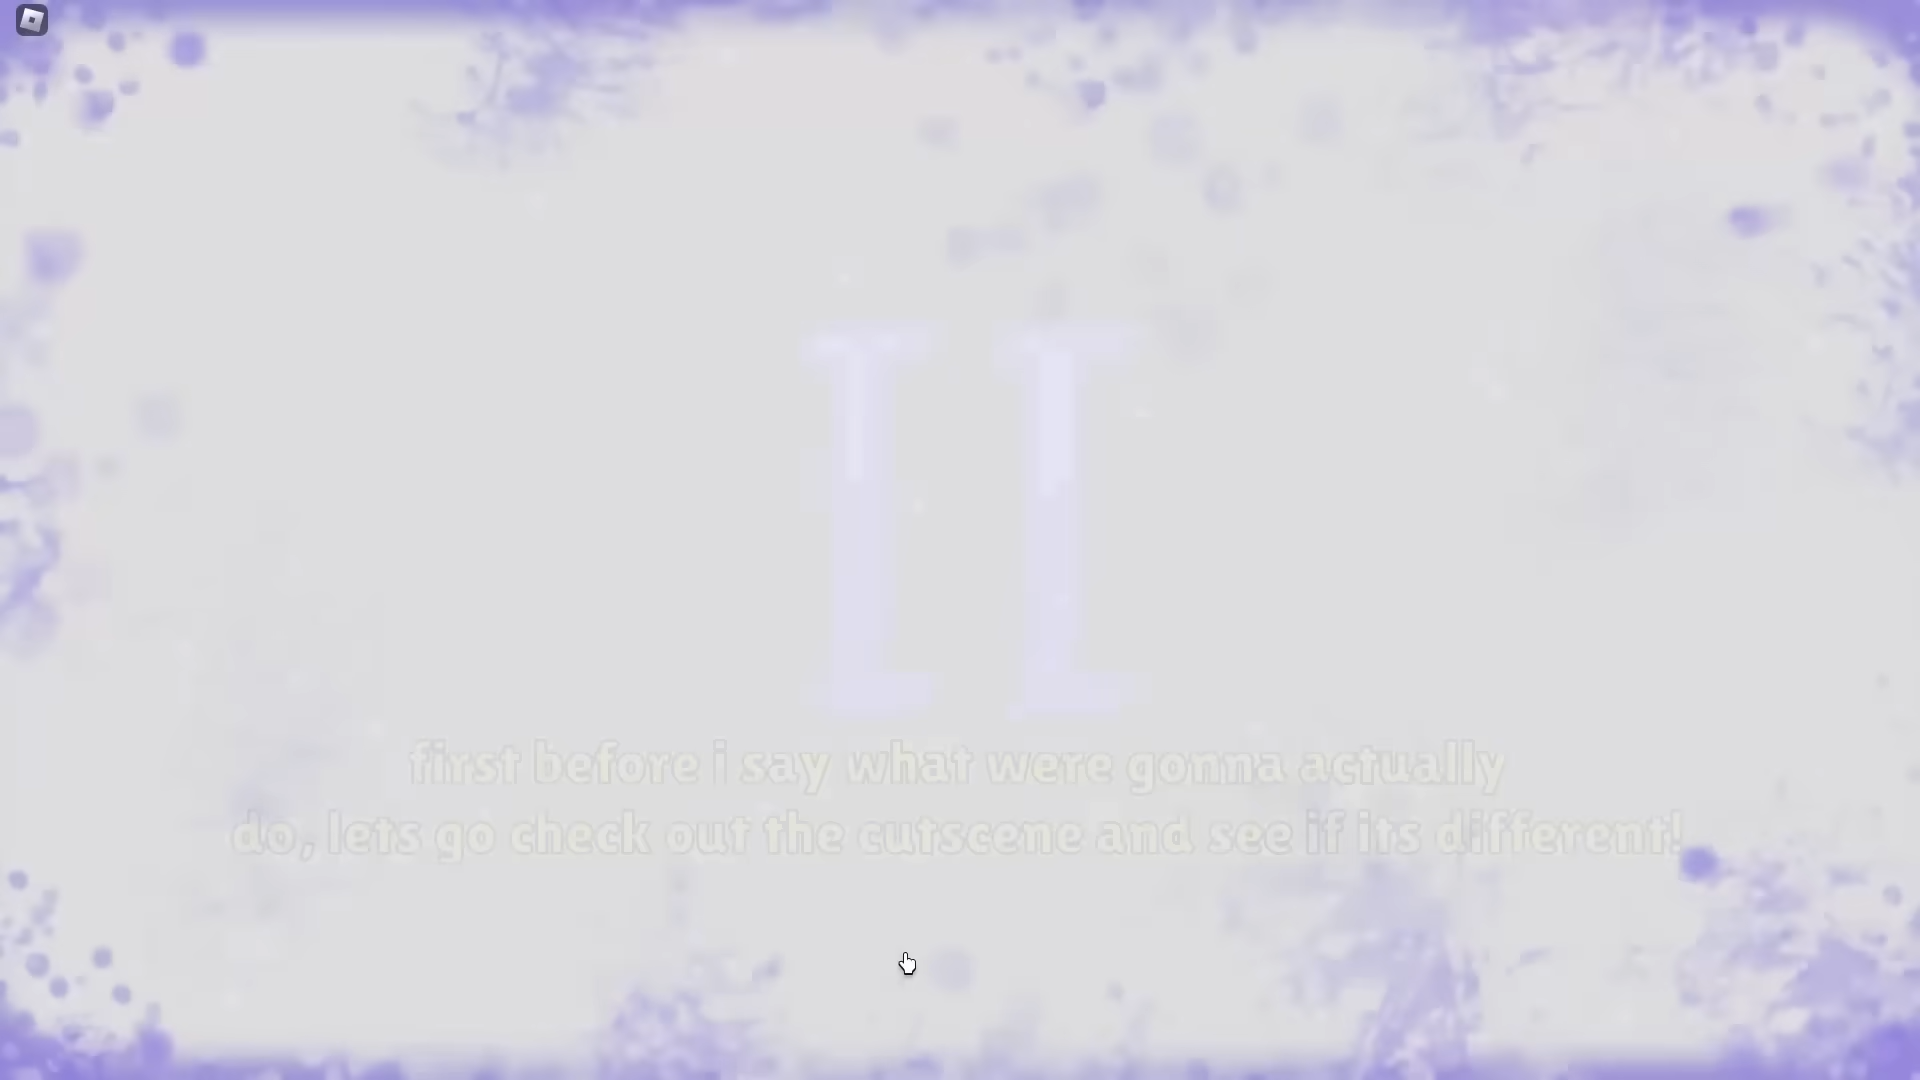 II
first before i say what were gonna actually
do, lets go check out the cutscene and see if its different!